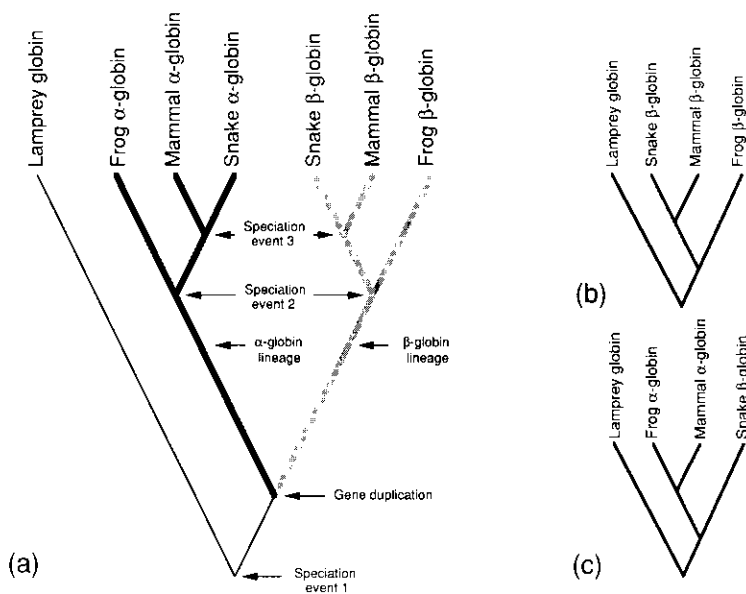 Lamprey globin
Frog α-globin
Mammal α-globin
Snake α-globin
Snake β-globin
Mammal β-globin
Frog β-globin
Speciation
event 3
Speciation
event 2
α-globin
lineage
β-globin
lineage
Gene duplication
Speciation
event 1
(a)
Lamprey globin
Snake β-globin
Mammal β-globin
Frog β-globin
(b)
Lamprey globin
Frog α-globin
Mammal α-globin
Snake β-globin
(c)